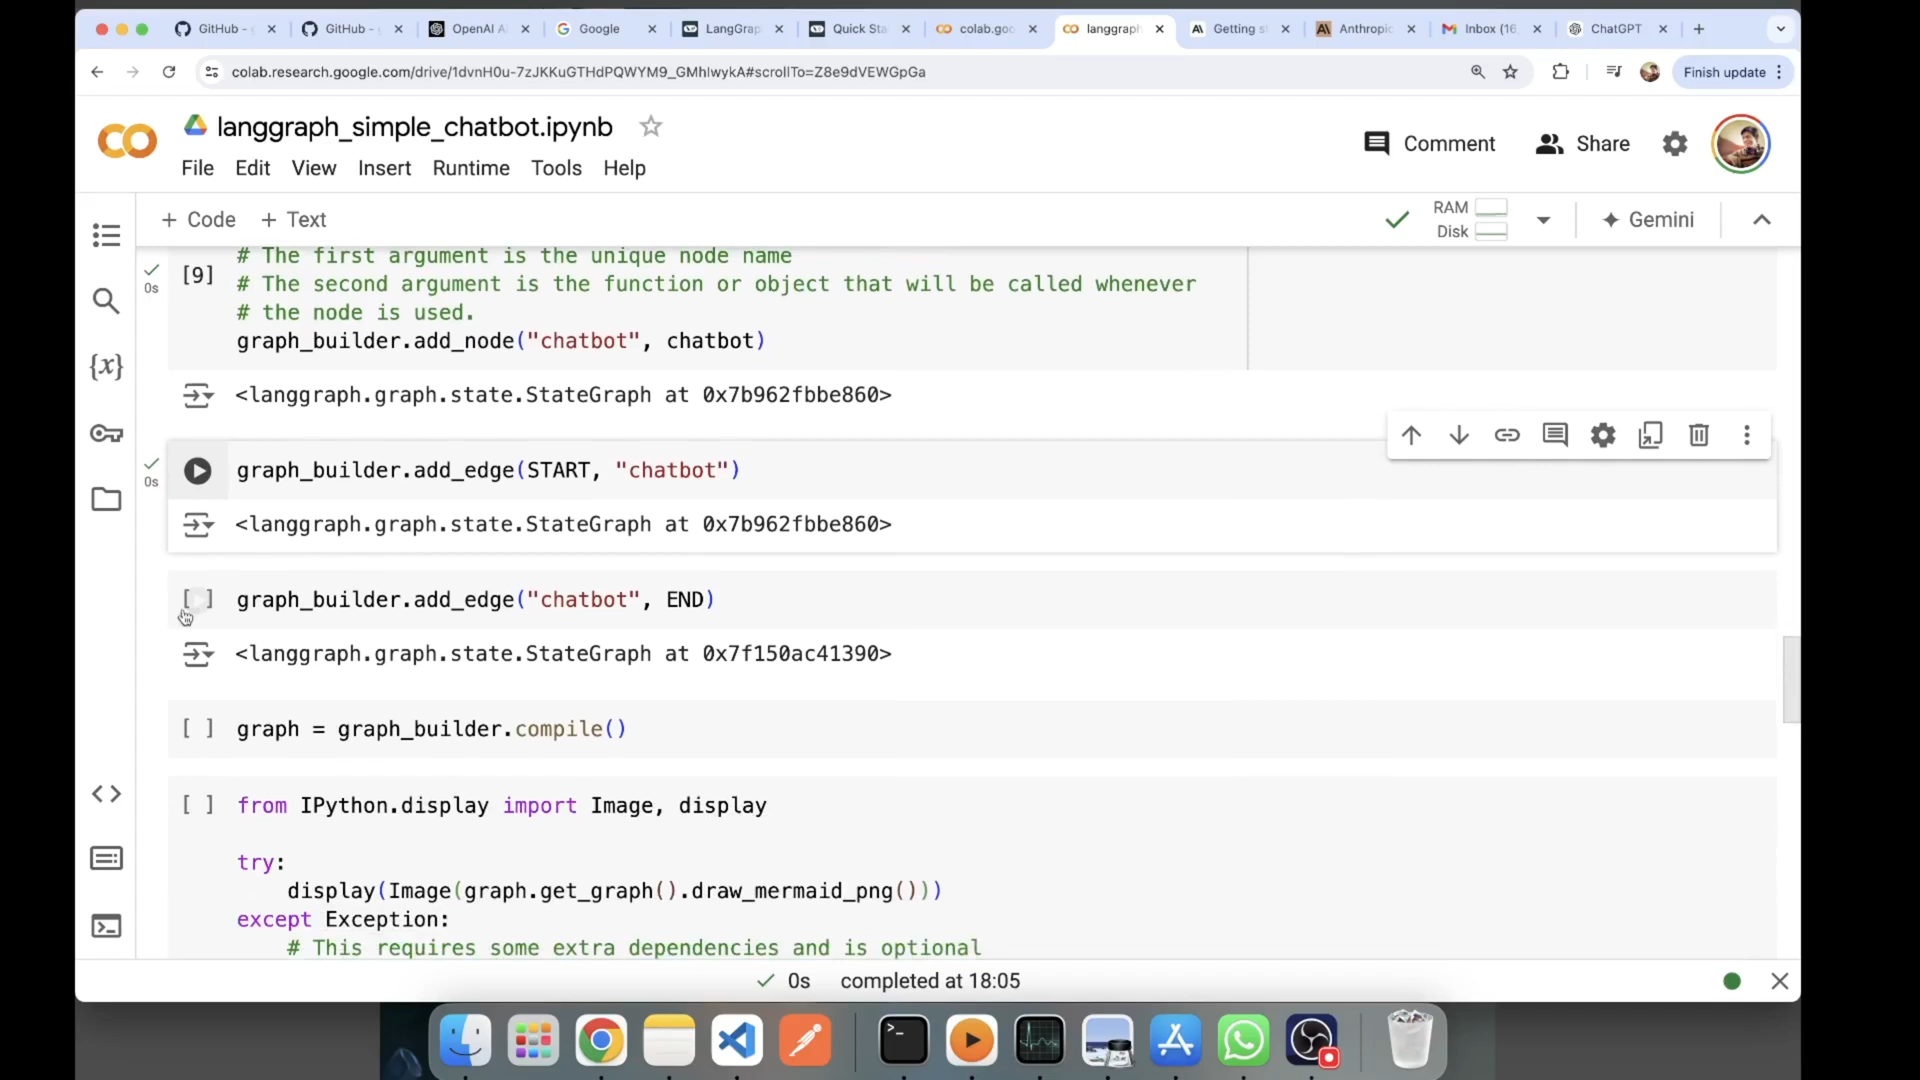 GitHub -
GitHub -
OpenAI A
Google
LangGrap
Quick Sta
colab.goo
langgraph
Getting s
Anthropic
Inbox (16
ChatGPT
colab.research.google.com/drive/1dvnH0u-7zJKKuGTHdPQWYM9_GMhIwykA#scrollTo=Z8e9dVEWGpGa
Finish update
langgraph_simple_chatbot.ipynb
Comment
Share
File Edit View Insert Runtime Tools Help
+ Code + Text
RAM
Disk
Gemini
# The first argument is the unique node name
[9]
0s
# The second argument is the function or object that will be called whenever
# the node is used.
graph_builder.add_node("chatbot", chatbot)
<langgraph.graph.state.StateGraph at 0x7b962fbbe860>
graph_builder.add_edge(START, "chatbot")
0s
<langgraph.graph.state.StateGraph at 0x7b962fbbe860>
[ ] graph_builder.add_edge("chatbot", END)
<langgraph.graph.state.StateGraph at 0x7f150ac41390>
[ ] graph = graph_builder.compile()
[ ] from IPython.display import Image, display
try:
display(Image(graph.get_graph().draw_mermaid_png()))
except Exception:
# This requires some extra dependencies and is optional
0s completed at 18:05